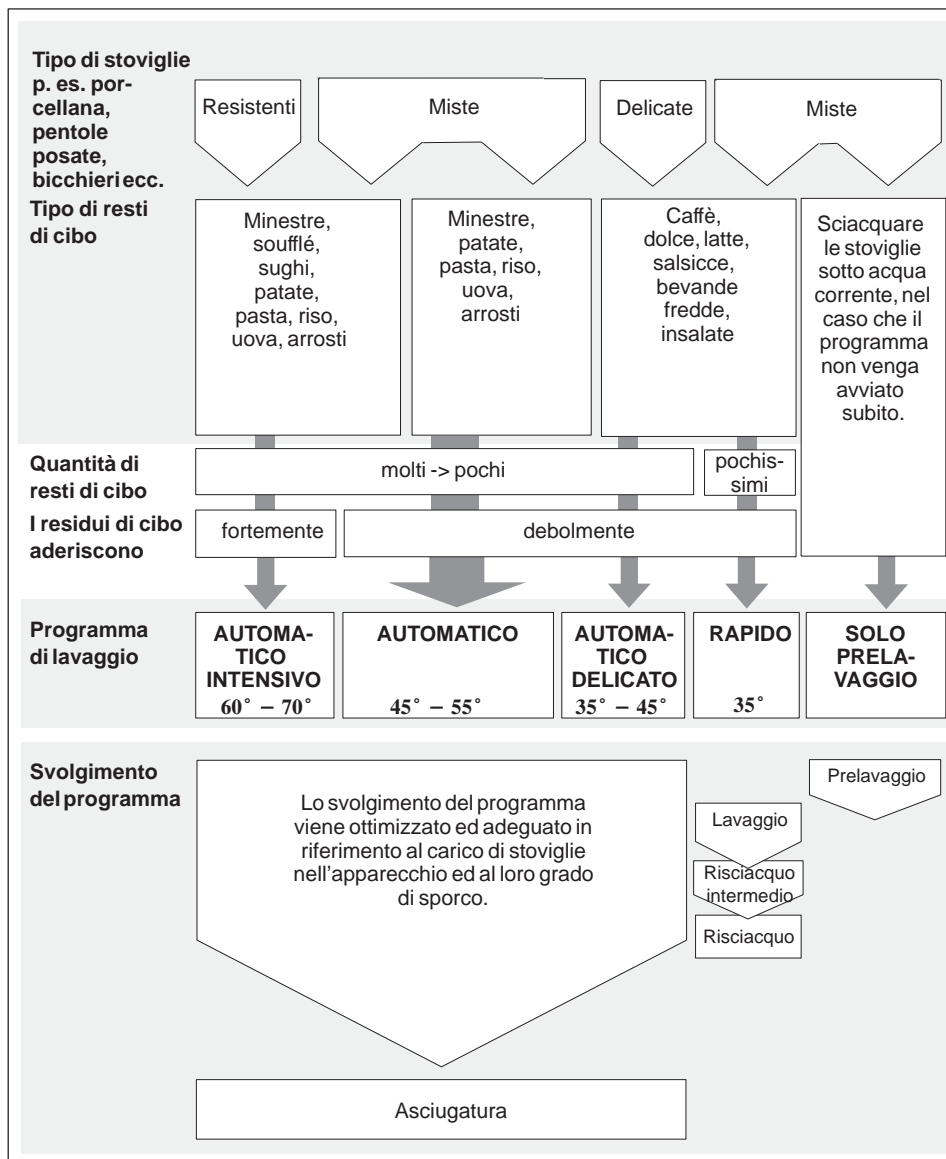 Tipo di stoviglie
p. es. por-
cellana,
pentole
posate,
bicchieri ecc.
Resistenti
Miste
Delicate
Miste
Tipo di resti
di cibo
Minestre,
soufflé,
sughi,
patate,
pasta, riso,
uova, arrosti
Minestre,
patate,
pasta, riso,
uova,
arrosti
Caffè,
dolce, latte,
salsicce,
bevande
fredde,
insalate
Sciacquare
le stoviglie
sotto acqua
corrente, nel
caso che il
programma
non venga
avviato
subito.
Quantità di
resti di cibo
molti -> pochi
pochis-
simi
I residui di cibo
aderiscono
fortemente
debolmente
Programma
di lavaggio
AUTOMA-
TICO
INTENSIVO
60° – 70°
AUTOMATICO
45° – 55°
AUTOMA-
TICO
DELICATO
35° – 45°
RAPIDO
35°
SOLO
PRELA-
VAGGIO
Svolgimento
del programma
Lo svolgimento del programma
viene ottimizzato ed adeguato in
riferimento al carico di stoviglie
nell'apparecchio ed al loro grado
di sporco.
Prelavaggio
Lavaggio
Risciacquo
intermedio
Risciacquo
Asciugatura